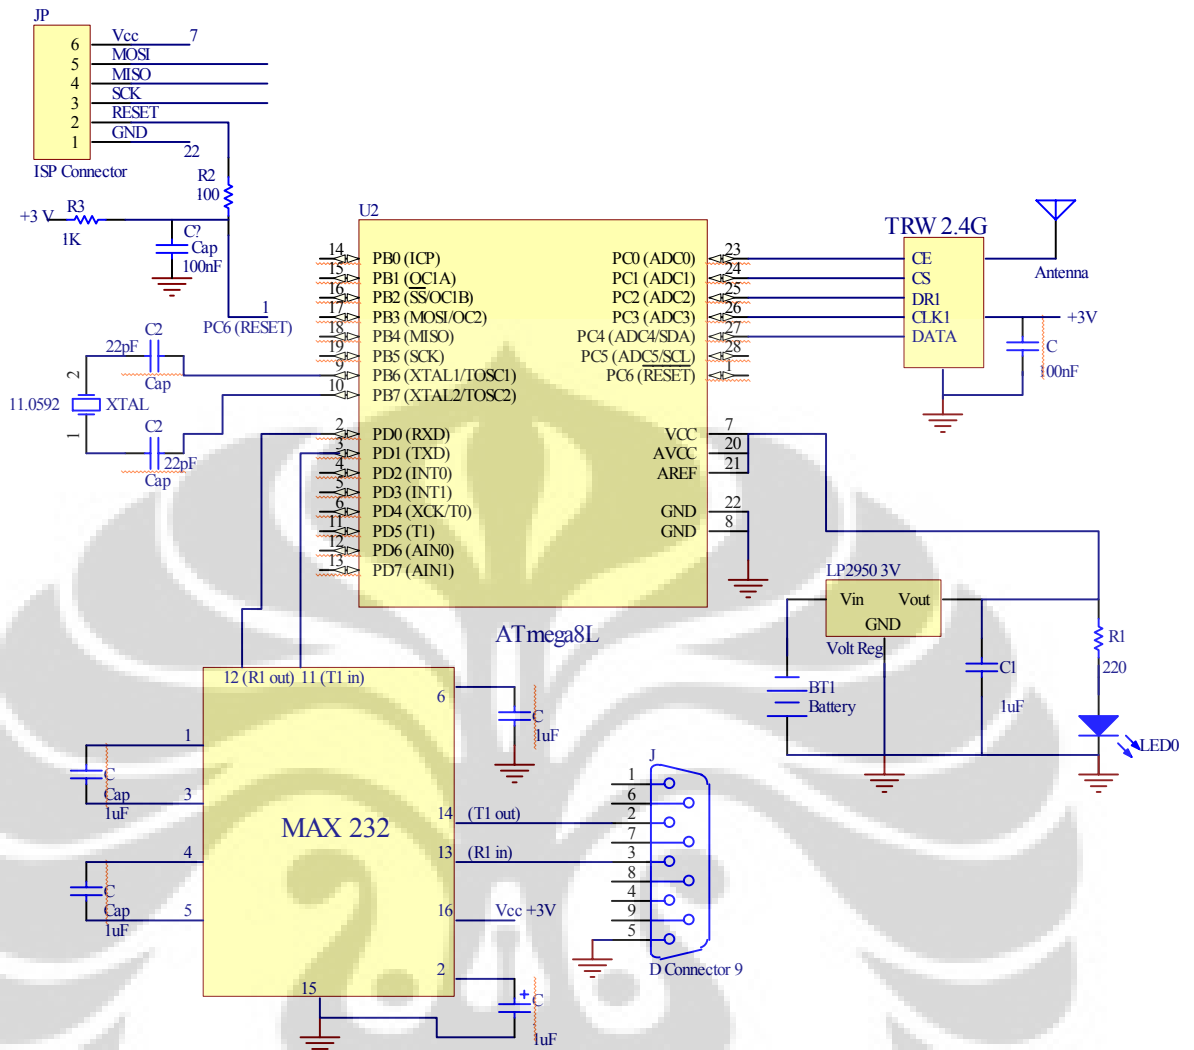 JP
6 Vcc 7
5 MOSI
4 MISO
3 SCK
2 RESET
1 GND
22
ISP Connector
R2
100
+3 V R3
1K
C?
Cap
100nF
1
PC6 (RESET)
C2
22pF
Cap
2
11.0592 XTAL
1
C2
22pF
Cap
U2
14 PB0 (ICP)
15 PB1 (OC1A)
16 PB2 (SS/OC1B)
17 PB3 (MOSI/OC2)
18 PB4 (MISO)
19 PB5 (SCK)
9 PB6 (XTAL1/TOSC1)
10 PB7 (XTAL2/TOSC2)
2 PD0 (RXD)
3 PD1 (TXD)
4 PD2 (INT0)
5 PD3 (INT1)
6 PD4 (XCK/T0)
11 PD5 (T1)
12 PD6 (AIN0)
13 PD7 (AIN1)
PC0 (ADC0) 23
PC1 (ADC1) 24
PC2 (ADC2) 25
PC3 (ADC3) 26
PC4 (ADC4/SDA) 27
PC5 (ADC5/SCL) 28
PC6 (RESET) 1
VCC 7
AVCC 20
AREF 21
GND 22
GND 8
ATmega8L
TRW 2.4G
CE
CS
DR1
CLK1
DATA
Antenna
+3V
C
100nF
LP2950 3V
Vin Vout
GND
Volt Reg
BT1
Battery
C1
1uF
R1
220
LED0
12 (R1 out) 11 (T1 in)
6
C
1uF
1
C
Cap
3
1uF
4
C
Cap
5
1uF
MAX 232
14 (T1 out)
13 (R1 in)
16 Vcc +3V
2
+
C
1uF
15
J
1
6
2
7
3
8
4
9
5
D Connector 9